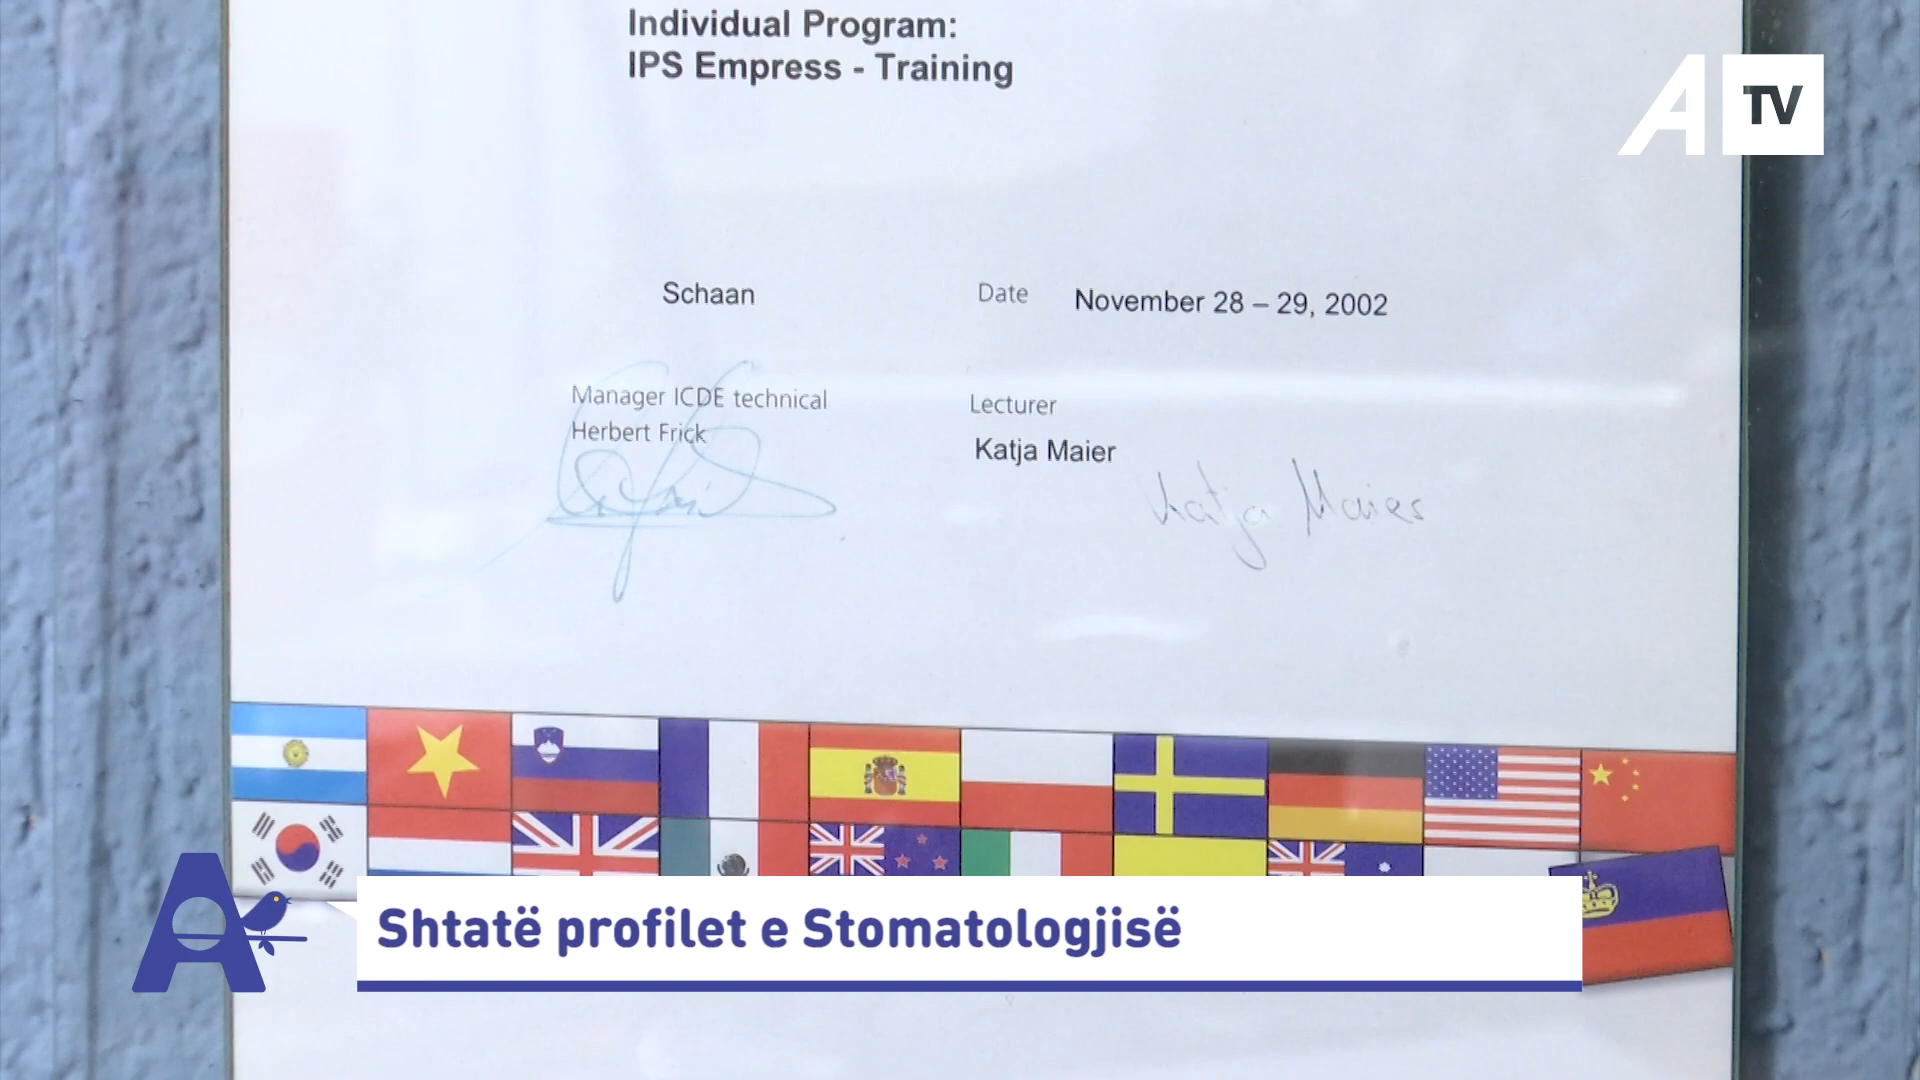 Individual Program:
IPS Empress - Training
A TV
Schaan
Date November 28 – 29, 2002
Manager ICDE technical
Herbert Frick
Lecturer
Katja Maier
Katja Maier
Shtatë profilet e Stomatologjisë